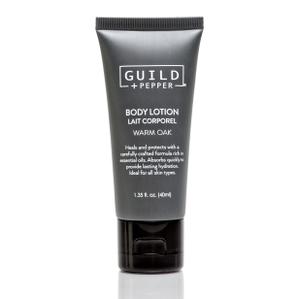 GUILD
+ PEPPER
BODY LOTION
LAIT CORPOREL
WARM OAK
Heals and protects with a
carefully crafted formula rich in
essential oils. Absorbs quickly to
provide lasting hydration.
Ideal for all skin types.
1.35 fl. oz. (40ml)